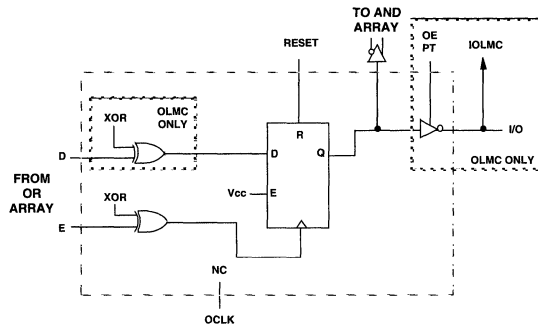 TO AND
ARRAY
OE
PT
IOLMC
RESET
XOR
OLMC
ONLY
R
D
D
Q
I/O
OLMC ONLY
FROM
OR
ARRAY
Vcc
E
XOR
E
NC
OCLK